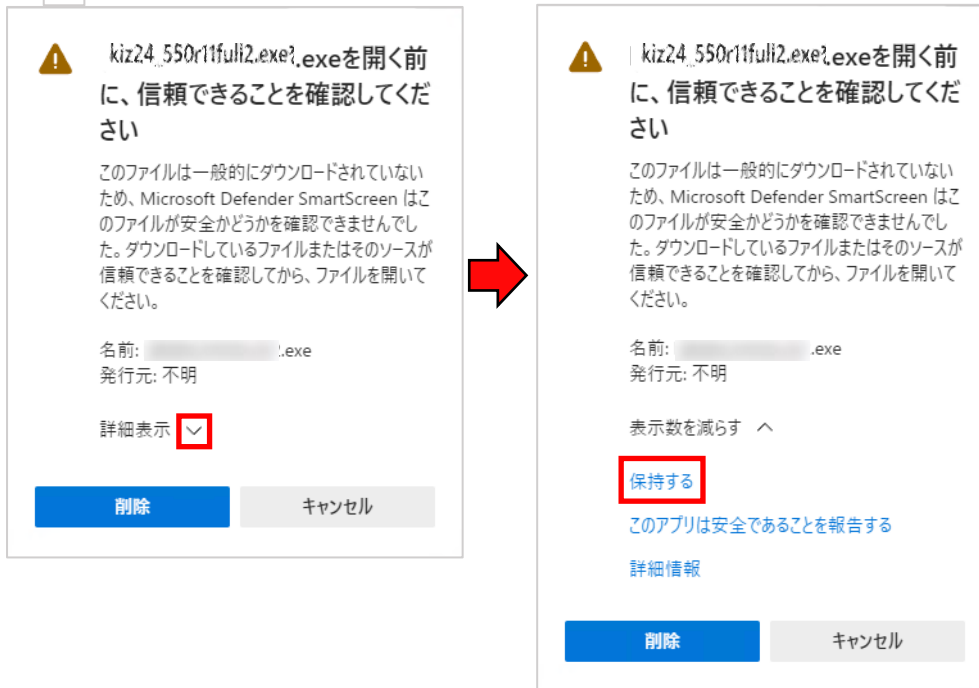 kiz24_550r11full2.exe?.exeを開く前
に、信頼できることを確認してくだ
さい
このファイルは一般的にダウンロードされていない
ため、Microsoft Defender SmartScreen はこ
のファイルが安全かどうかを確認できませんでし
た。ダウンロードしているファイルまたはそのソースが
信頼できることを確認してから、ファイルを開いて
ください。
名前: .exe
発行元: 不明
詳細表示
削除
キャンセル
kiz24_550r11full2.exe?.exeを開く前
に、信頼できることを確認してくだ
さい
このファイルは一般的にダウンロードされていない
ため、Microsoft Defender SmartScreen はこ
のファイルが安全かどうかを確認できませんでし
た。ダウンロードしているファイルまたはそのソースが
信頼できることを確認してから、ファイルを開いて
ください。
名前: .exe
発行元: 不明
表示数を減らす
保持する
このアプリは安全であることを報告する
詳細情報
削除
キャンセル